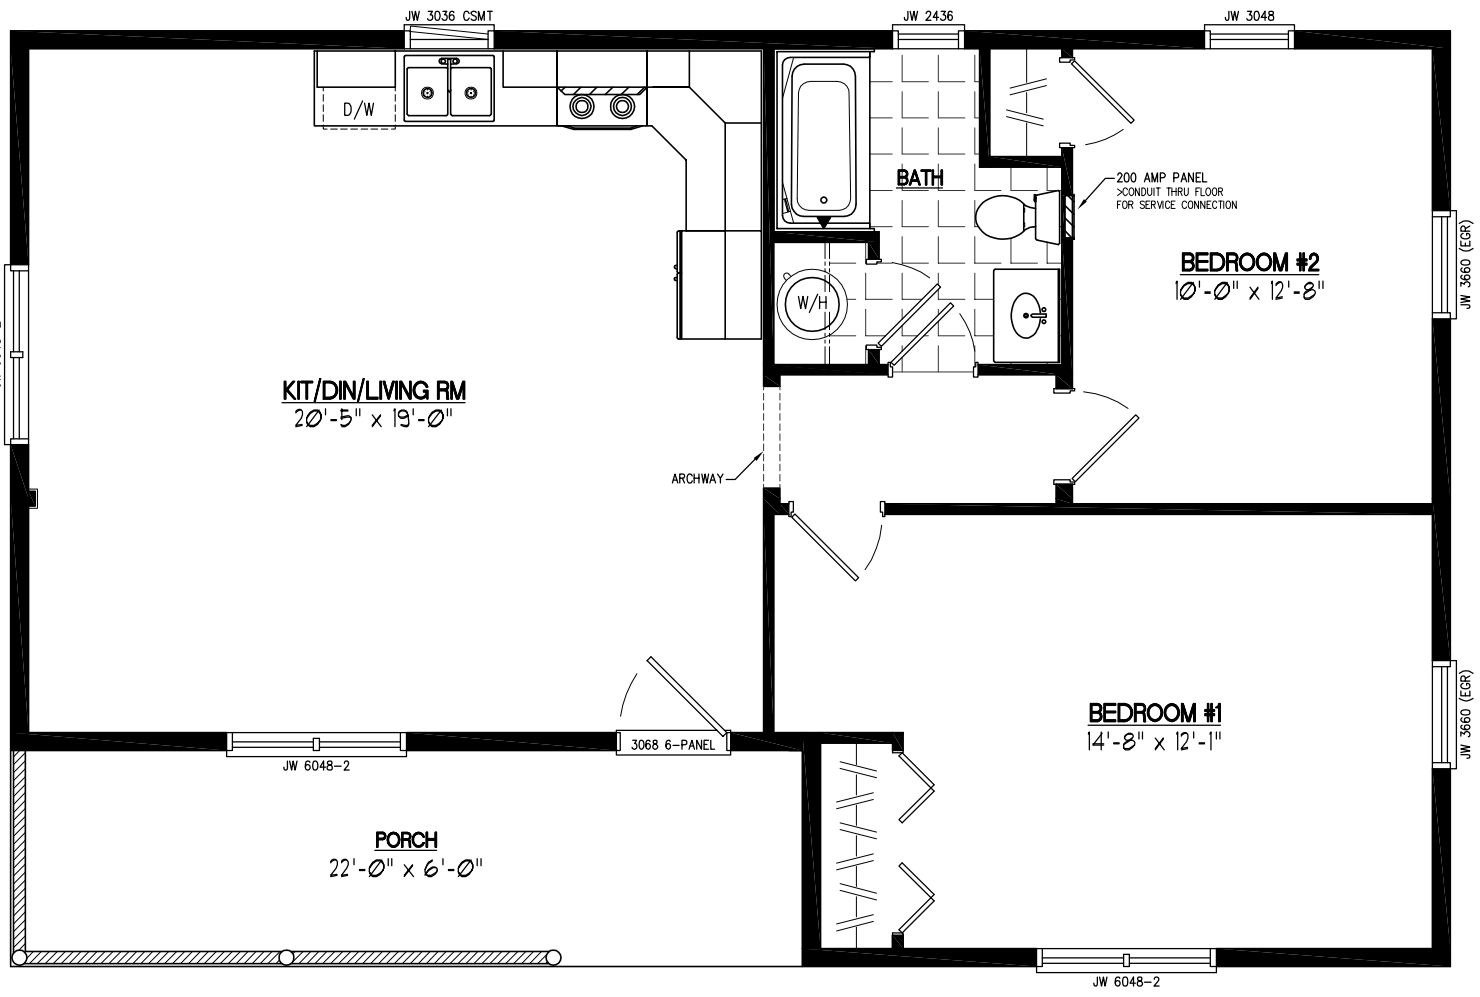 JW 3036 CSMT
JW 2436
JW 3048
D/W
BATH
200 AMP PANEL
>CONDUIT THRU FLOOR
FOR SERVICE CONNECTION
BEDROOM #2
10'-0" x 12'-8"
JW 3660 (EGR)
W/H
KIT/DIN/LIVING RM
20'-5" x 19'-0"
ARCHWAY
BEDROOM #1
14'-8" x 12'-1"
JW 3660 (EGR)
3068 6-PANEL
JW 6048-2
PORCH
22'-0" x 6'-0"
JW 6048-2